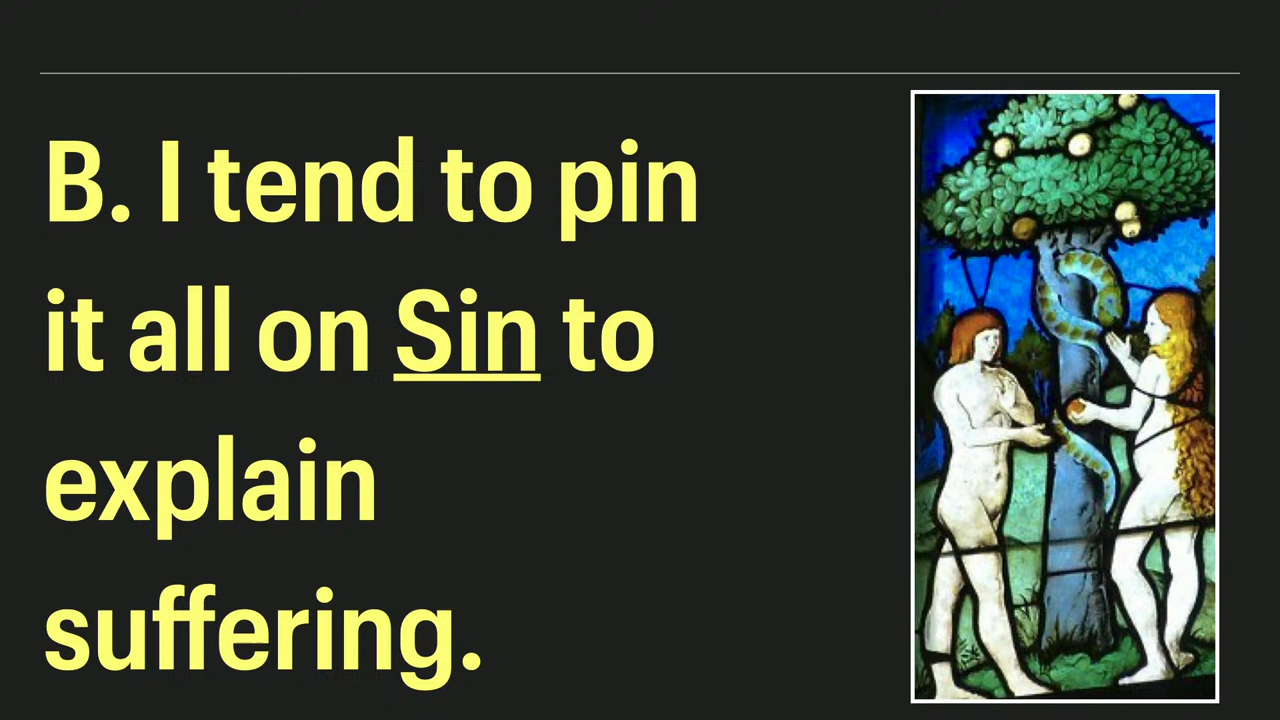 B. I tend to pin
it all on Sin to
explain
suffering.